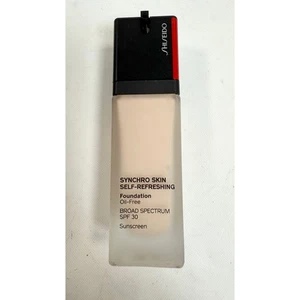 SHISEIDO
SYNCHRO SKIN
SELF-REFRESHING
Foundation
Oil-Free
BROAD SPECTRUM
SPF 30
Sunscreen